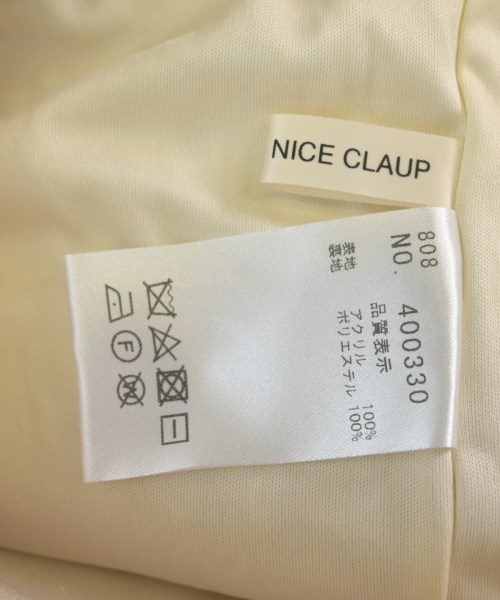 NICE CLAUP
808
NO. 400330
品質表示
表地 アクリル 100%
裏地 ポリエステル 100%
F
W